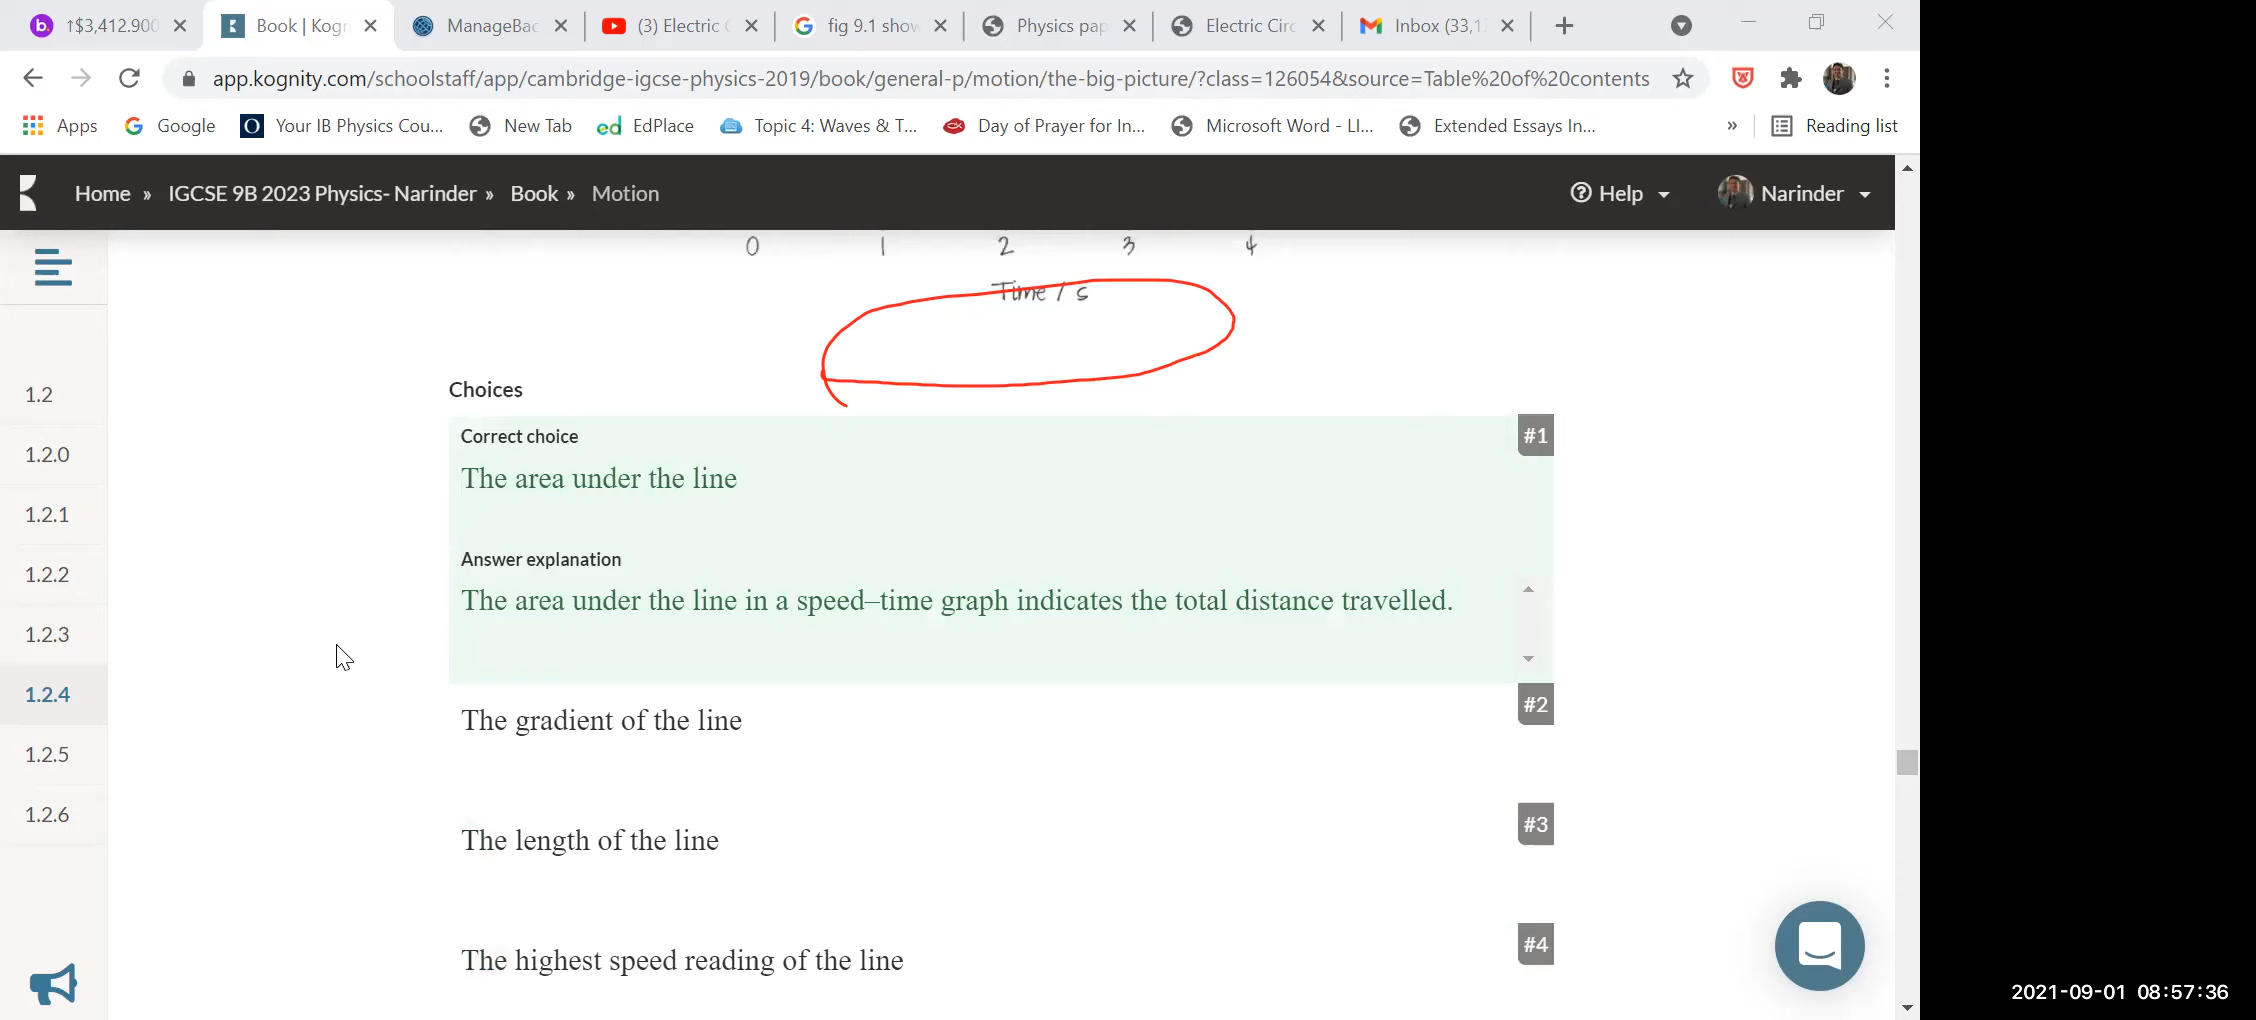 ↑$3,412.900
Book | Kogn
ManageBac
(3) Electric
fig 9.1 show
Physics pap
Electric Circ
Inbox (33,1
app.kognity.com/schoolstaff/app/cambridge-igcse-physics-2019/book/general-p/motion/the-big-picture/?class=126054&source=Table%20of%20contents
Apps Google Your IB Physics Cou... New Tab EdPlace Topic 4: Waves & T... Day of Prayer for In... Microsoft Word - LI... Extended Essays In... » Reading list
Home » IGCSE 9B 2023 Physics- Narinder » Book » Motion Help Narinder
0 1 2 3 4
Time / s
1.2
1.2.0
1.2.1
1.2.2
1.2.3
1.2.4
1.2.5
1.2.6
Choices
Correct choice #1
The area under the line
Answer explanation
The area under the line in a speed–time graph indicates the total distance travelled.
#2
The gradient of the line
#3
The length of the line
#4
The highest speed reading of the line
2021-09-01 08:57:36